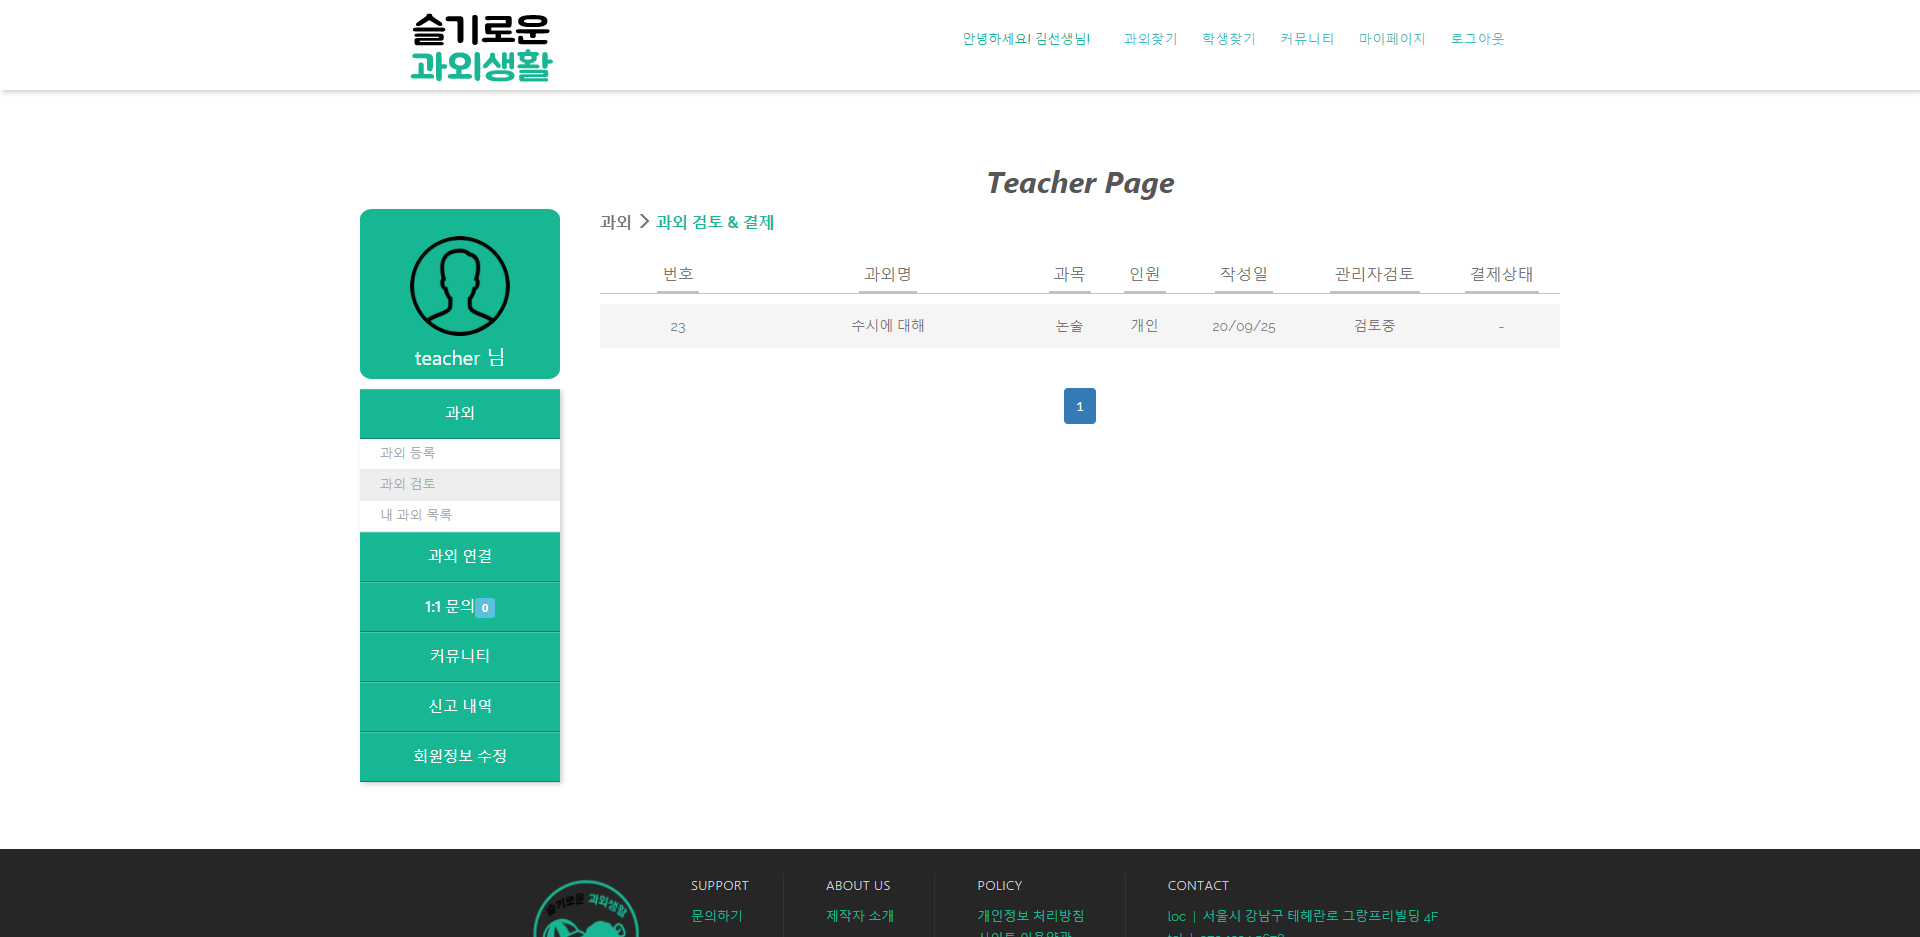 슬기로운
과외생활
안녕하세요! 김선생님! 과외찾기 학생찾기 커뮤니티 마이페이지 로그아웃
Teacher Page
teacher 님
과외
과외 등록
과외 검토
내 과외 목록
과외 연결
1:1 문의 0
커뮤니티
신고 내역
회원정보 수정
과외 > 과외 검토 & 결제
번호 과외명 과목 인원 작성일 관리자검토 결제상태
23 수시에 대해 논술 개인 20/09/25 검토중 -
1
슬기로운 과외생활
SUPPORT
문의하기
ABOUT US
제작자 소개
POLICY
개인정보 처리방침
사이트 이용약관
CONTACT
loc | 서울시 강남구 테헤란로 그랑프리빌딩 4F